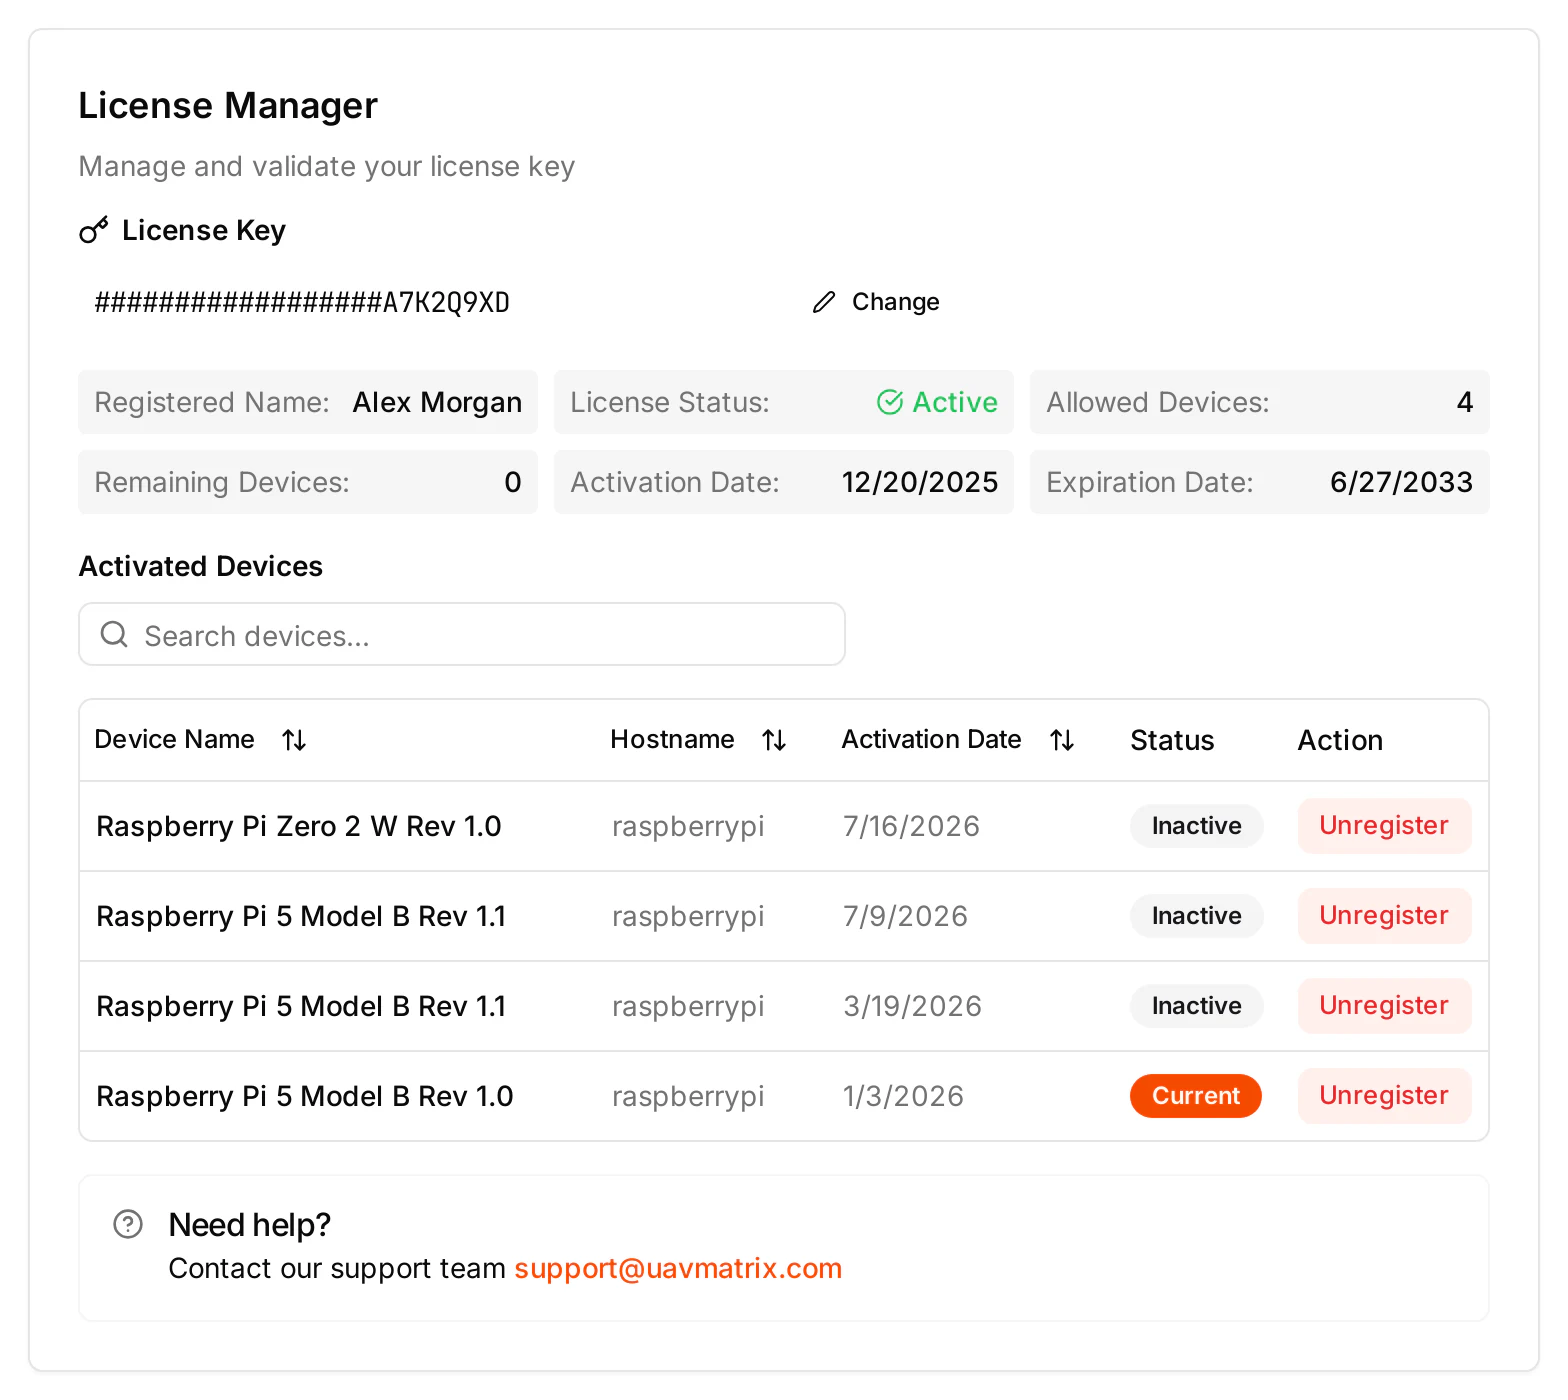 License Manager
Manage and validate your license key
License Key
##################A7K2Q9XD Change
Registered Name: Alex Morgan License Status: Active Allowed Devices: 4
Remaining Devices: 0 Activation Date: 12/20/2025 Expiration Date: 6/27/2033
Activated Devices
Search devices...
Device Name Hostname Activation Date Status Action
Raspberry Pi Zero 2 W Rev 1.0 raspberrypi 7/16/2026 Inactive Unregister
Raspberry Pi 5 Model B Rev 1.1 raspberrypi 7/9/2026 Inactive Unregister
Raspberry Pi 5 Model B Rev 1.1 raspberrypi 3/19/2026 Inactive Unregister
Raspberry Pi 5 Model B Rev 1.0 raspberrypi 1/3/2026 Current Unregister
Need help?
Contact our support team support@uavmatrix.com